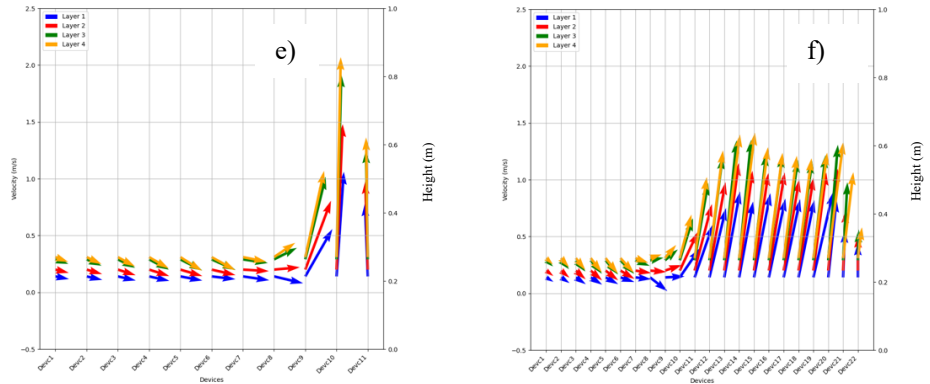 e)
2.5
2.0
1.5
1.0
0.5
0.0
−0.5
Velocity (m/s)
Layer 1
Layer 2
Layer 3
Layer 4
1.0
0.8
0.6
0.4
0.2
0.0
Height (m)
Devc1
Devc2
Devc3
Devc4
Devc5
Devc6
Devc7
Devc8
Devc9
Devc10
Devc11
Devices
f)
2.5
2.0
1.5
1.0
0.5
0.0
−0.5
Velocity (m/s)
Layer 1
Layer 2
Layer 3
Layer 4
1.0
0.8
0.6
0.4
0.2
0.0
Height (m)
Devc1
Devc2
Devc3
Devc4
Devc5
Devc6
Devc7
Devc8
Devc9
Devc10
Devc11
Devc12
Devc13
Devc14
Devc15
Devc16
Devc17
Devc18
Devc19
Devc20
Devc21
Devc22
Devices